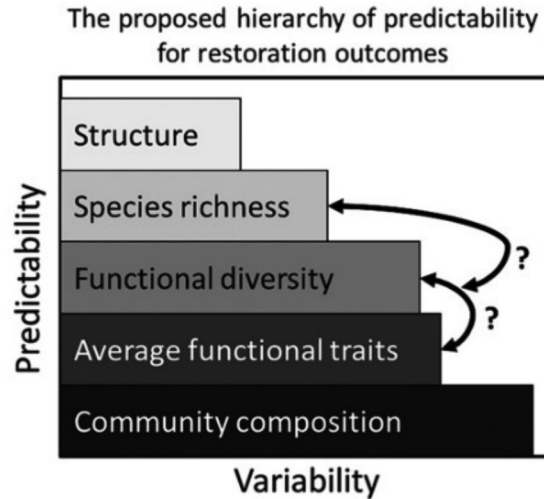 The proposed hierarchy of predictability
for restoration outcomes
Predictability
Structure
Species richness
Functional diversity
Average functional traits
Community composition
?
?
Variability